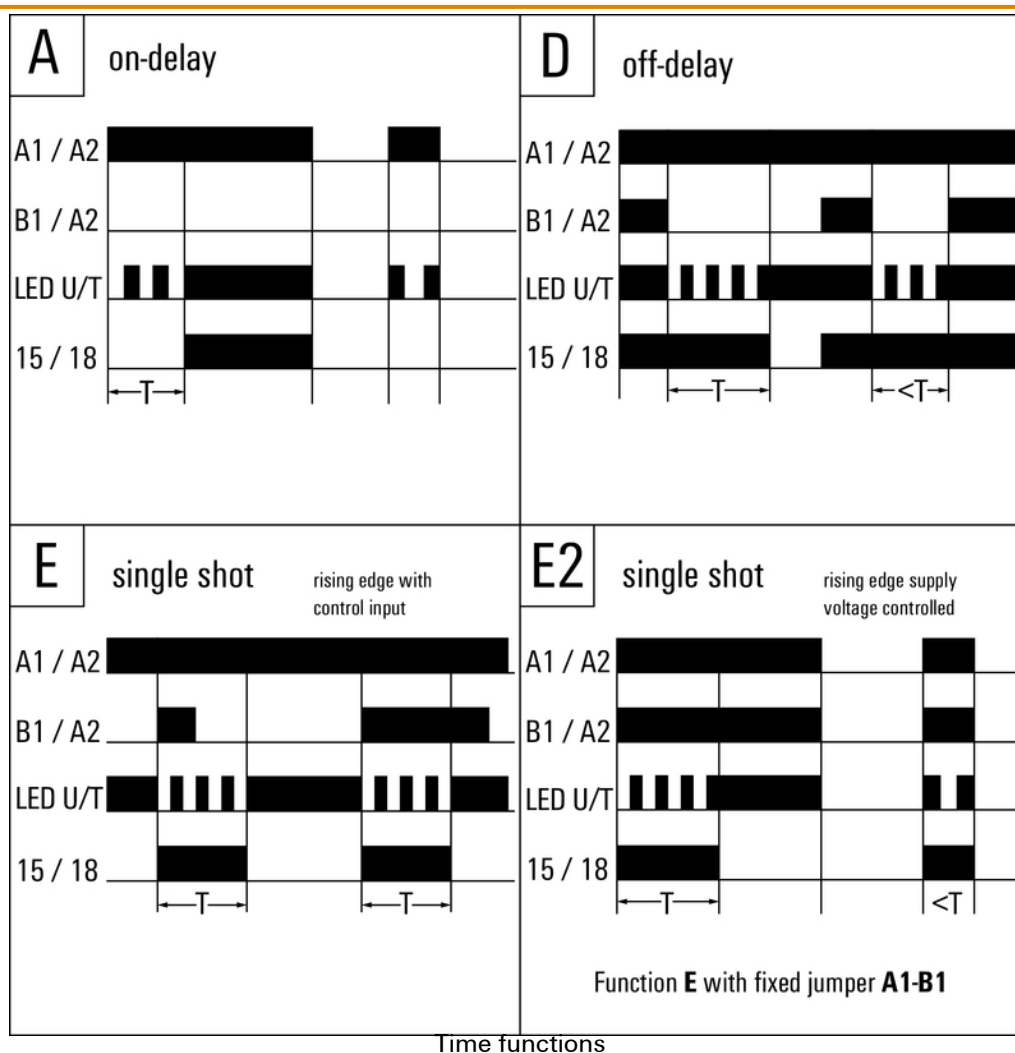 A
on-delay
A1 / A2
B1 / A2
LED U/T
15 / 18
T
D
off-delay
A1 / A2
B1 / A2
LED U/T
15 / 18
T
<T
E
single shot
rising edge with
control input
A1 / A2
B1 / A2
LED U/T
15 / 18
T
T
E2
single shot
rising edge supply
voltage controlled
A1 / A2
B1 / A2
LED U/T
15 / 18
T
<T
Function E with fixed jumper A1-B1
Time functions